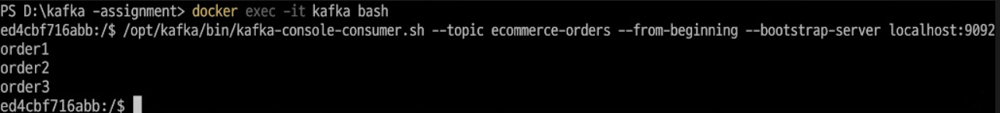 PS D:\kafka -assignment> docker exec -it kafka bash
ed4cbf716abb:/$ /opt/kafka/bin/kafka-console-consumer.sh --topic ecommerce-orders --from-beginning --bootstrap-server localhost:9092
order1
order2
order3
ed4cbf716abb:/$